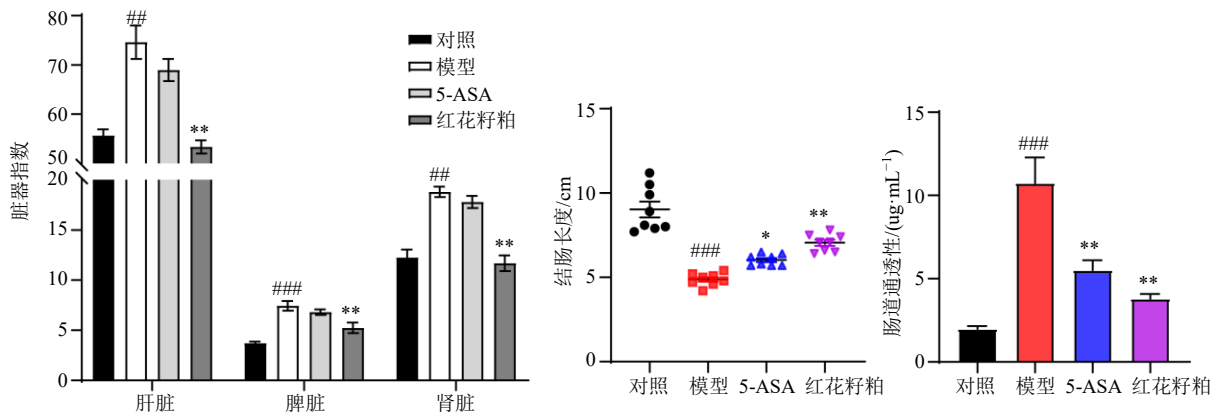 脏器指数
80
70
60
50
20
15
10
5
0
##
**
###
**
##
**
对照
模型
5-ASA
红花籽粕
肝脏
脾脏
肾脏
结肠长度/cm
15
10
5
0
###
*
**
对照
模型
5-ASA
红花籽粕
肠道通透性/(ug·mL⁻¹)
15
10
5
0
###
**
**
对照
模型
5-ASA
红花籽粕